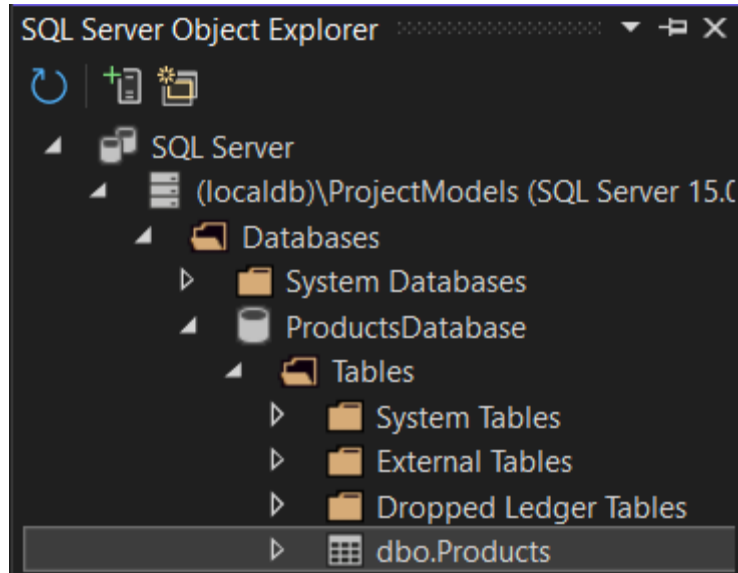 SQL Server Object Explorer
SQL Server
(localdb)\ProjectModels (SQL Server 15.0
Databases
System Databases
ProductsDatabase
Tables
System Tables
External Tables
Dropped Ledger Tables
dbo.Products